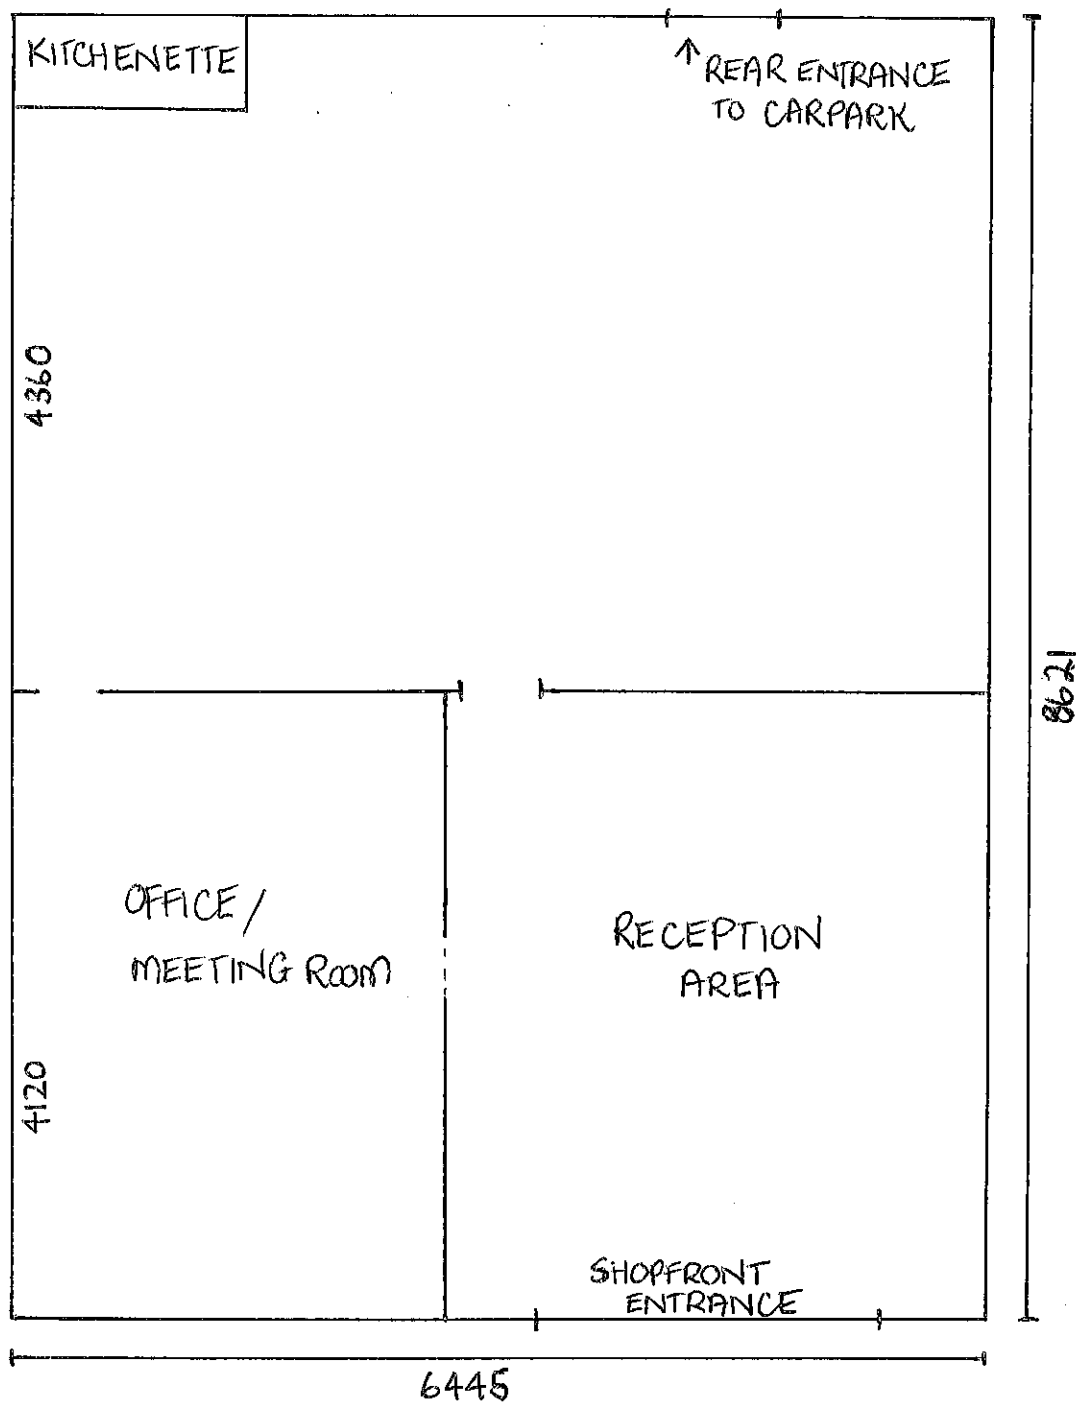 KITCHENETTE
↑ REAR ENTRANCE
TO CARPARK
4360
8621
OFFICE /
MEETING ROOM
RECEPTION
AREA
4120
SHOPFRONT
ENTRANCE
6445